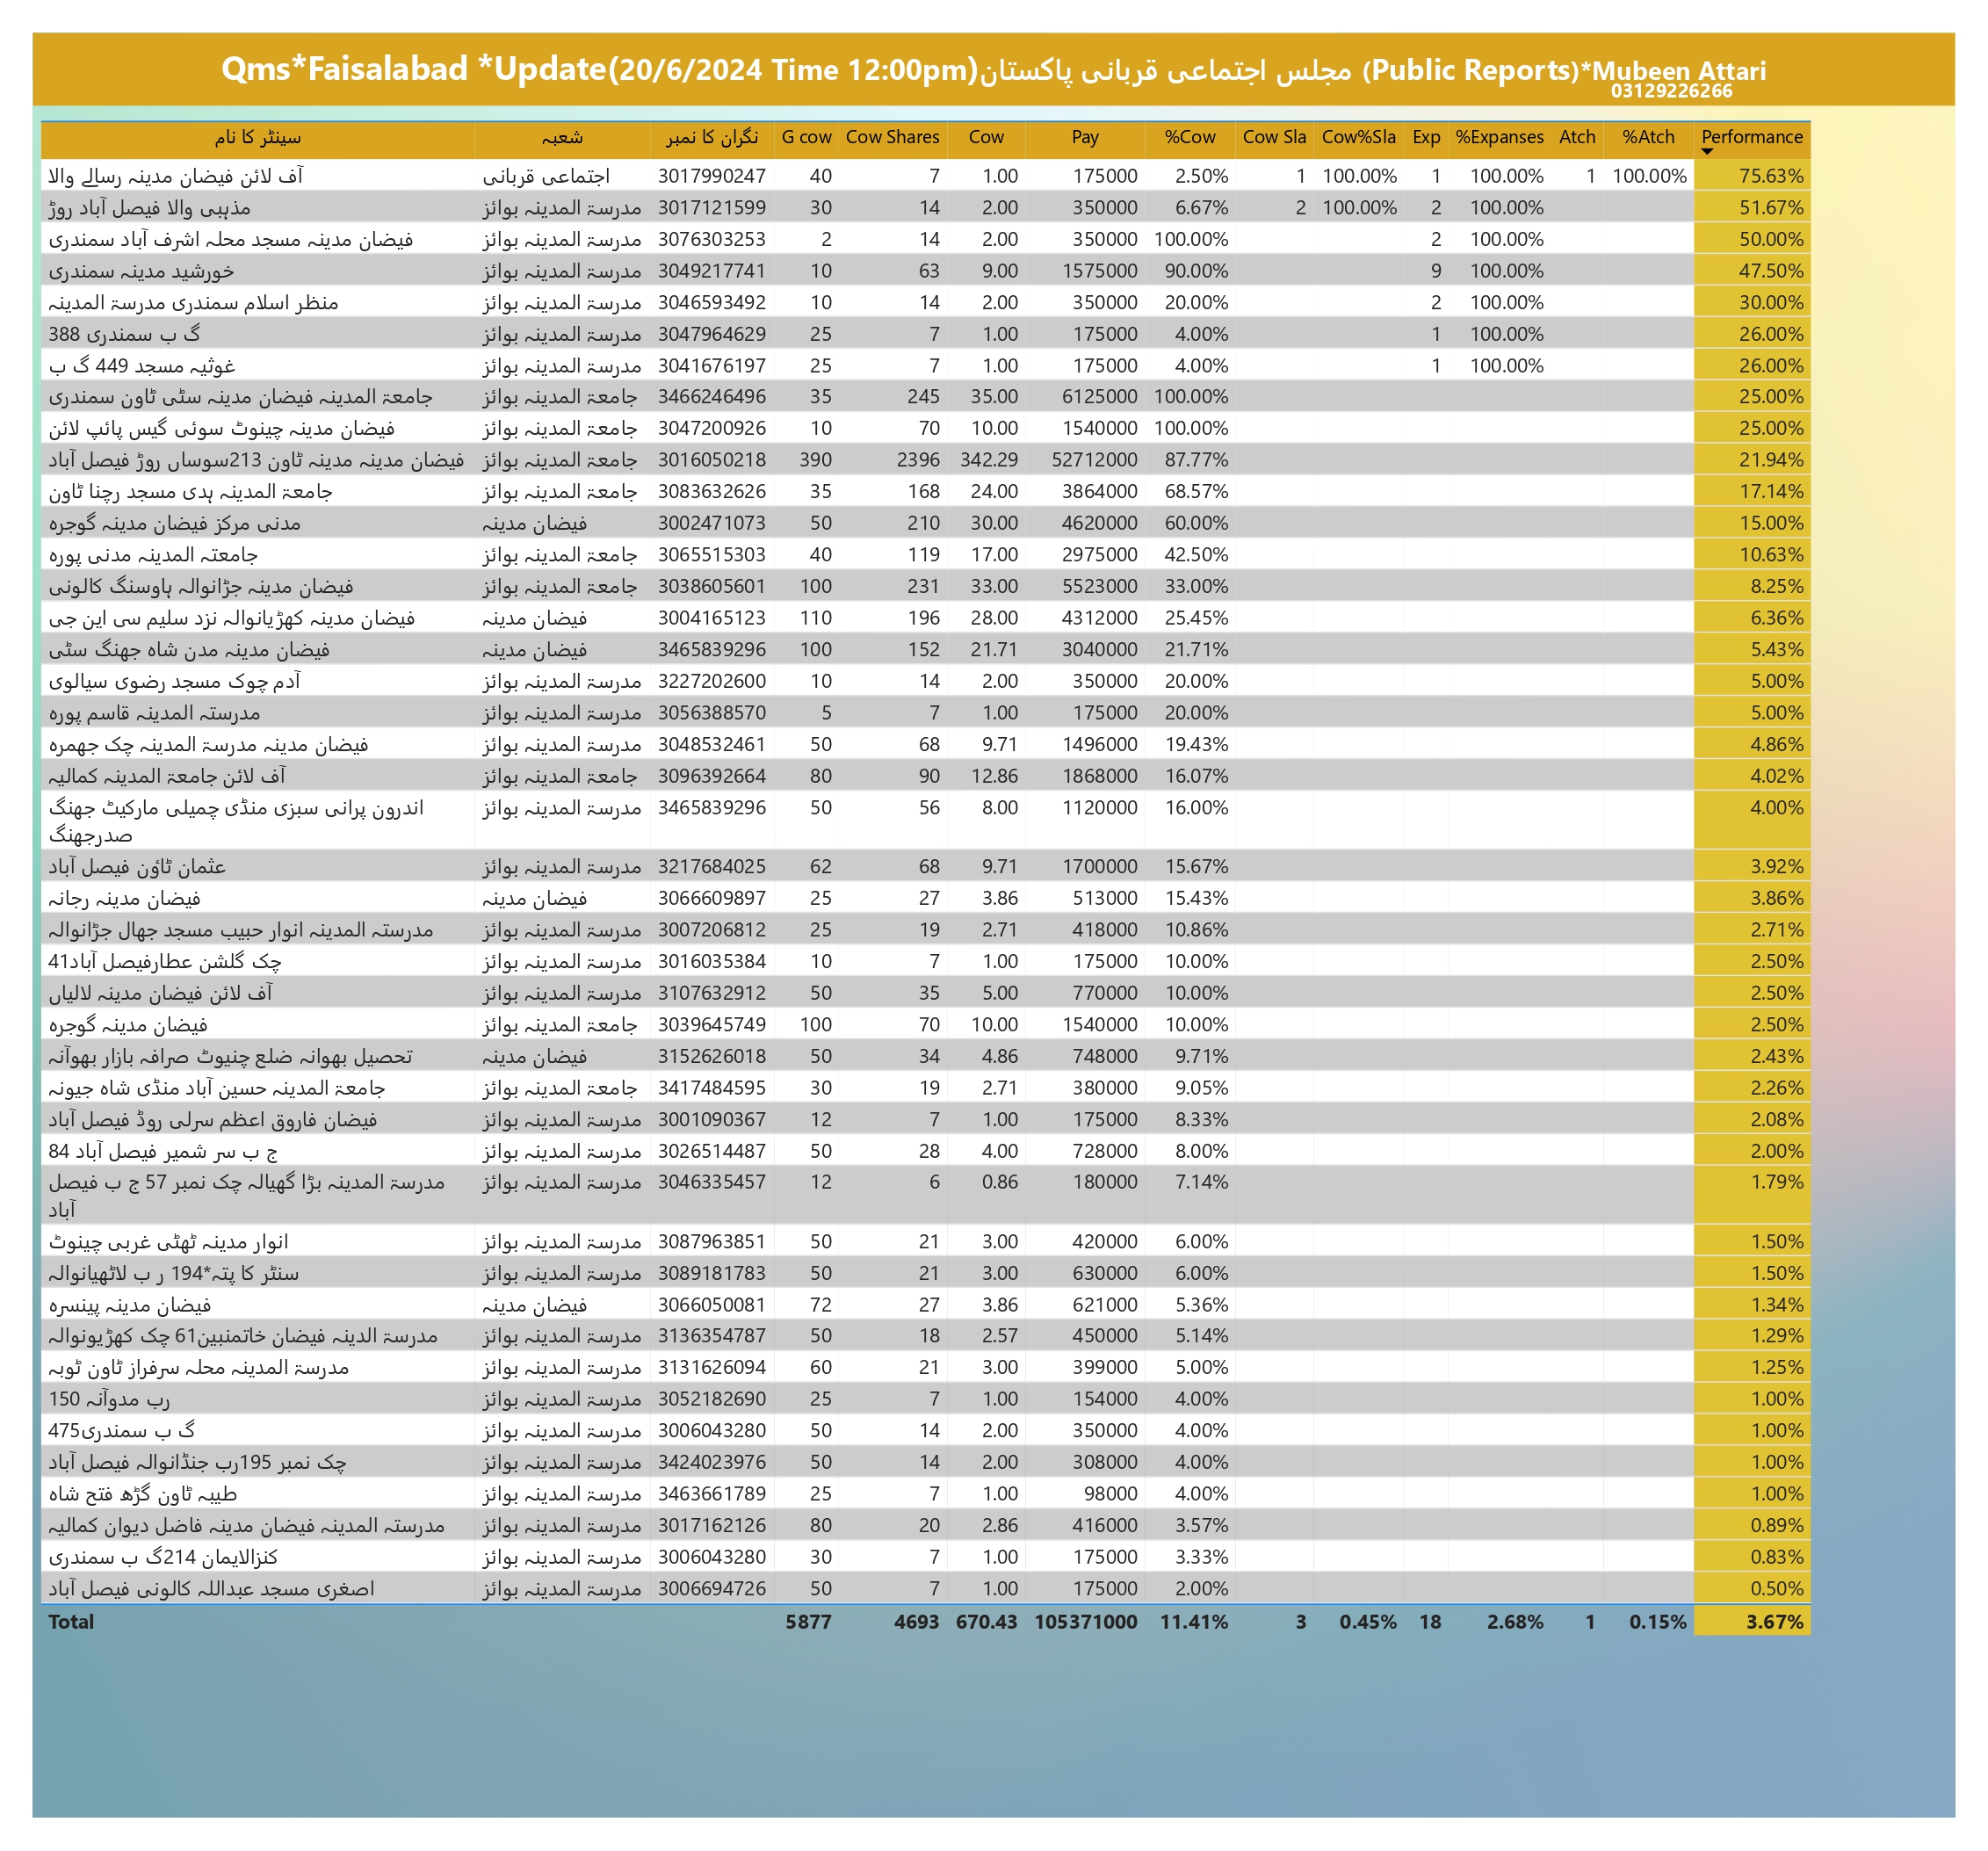 Qms*Faisalabad *Update(20/6/2024 Time 12:00pm)مجلس اجتماعی قربانی پاکستان (Public Reports)*Mubeen Attari
03129226266
سینٹر کا نام شعبہ نگران کا نمبر G cow Cow Shares Cow Pay %Cow Cow Sla Cow%Sla Exp %Expanses Atch %Atch Performance
آف لائن فیضان مدینہ رسالے والا اجتماعی قربانی 3017990247 40 7 1.00 175000 2.50% 1 100.00% 1 100.00% 1 100.00% 75.63%
مذہبی والا فیصل آباد روڑ مدرسۃ المدینہ بوائز 3017121599 30 14 2.00 350000 6.67% 2 100.00% 2 100.00% 51.67%
فیضان مدینہ مسجد محلہ اشرف آباد سمندری مدرسۃ المدینہ بوائز 3076303253 2 14 2.00 350000 100.00% 2 100.00% 50.00%
خورشید مدینہ سمندری مدرسۃ المدینہ بوائز 3049217741 10 63 9.00 1575000 90.00% 9 100.00% 47.50%
منظر اسلام سمندری مدرسۃ المدینہ مدرسۃ المدینہ بوائز 3046593492 10 14 2.00 350000 20.00% 2 100.00% 30.00%
388 گ ب سمندری مدرسۃ المدینہ بوائز 3047964629 25 7 1.00 175000 4.00% 1 100.00% 26.00%
غوثیہ مسجد 449 گ ب مدرسۃ المدینہ بوائز 3041676197 25 7 1.00 175000 4.00% 1 100.00% 26.00%
جامعۃ المدینہ فیضان مدینہ سٹی ٹاون سمندری جامعۃ المدینہ بوائز 3466246496 35 245 35.00 6125000 100.00% 25.00%
فیضان مدینہ چینوٹ سوئی گیس پائپ لائن جامعۃ المدینہ بوائز 3047200926 10 70 10.00 1540000 100.00% 25.00%
فیضان مدینہ مدینہ ٹاون 213سوساں روڑ فیصل آباد جامعۃ المدینہ بوائز 3016050218 390 2396 342.29 52712000 87.77% 21.94%
جامعۃ المدینہ ہدی مسجد رچنا ٹاون جامعۃ المدینہ بوائز 3083632626 35 168 24.00 3864000 68.57% 17.14%
مدنی مرکز فیضان مدینہ گوجرہ فیضان مدینہ 3002471073 50 210 30.00 4620000 60.00% 15.00%
جامعتہ المدینہ مدنی پورہ جامعۃ المدینہ بوائز 3065515303 40 119 17.00 2975000 42.50% 10.63%
فیضان مدینہ جڑانوالہ ہاوسنگ کالونی جامعۃ المدینہ بوائز 3038605601 100 231 33.00 5523000 33.00% 8.25%
فیضان مدینہ کھڑیانوالہ نزد سلیم سی این جی فیضان مدینہ 3004165123 110 196 28.00 4312000 25.45% 6.36%
فیضان مدینہ مدن شاہ جھنگ سٹی فیضان مدینہ 3465839296 100 152 21.71 3040000 21.71% 5.43%
آدم چوک مسجد رضوی سیالوی مدرسۃ المدینہ بوائز 3227202600 10 14 2.00 350000 20.00% 5.00%
مدرستہ المدینہ قاسم پورہ مدرسۃ المدینہ بوائز 3056388570 5 7 1.00 175000 20.00% 5.00%
فیضان مدینہ مدرسۃ المدینہ چک جھمرہ مدرسۃ المدینہ بوائز 3048532461 50 68 9.71 1496000 19.43% 4.86%
آف لائن جامعۃ المدینہ کمالیہ جامعۃ المدینہ بوائز 3096392664 80 90 12.86 1868000 16.07% 4.02%
اندرون پرانی سبزی منڈی چمیلی مارکیٹ جھنگ مدرسۃ المدینہ بوائز 3465839296 50 56 8.00 1120000 16.00% 4.00%
صدرجھنگ
عثمان ٹاؤن فیصل آباد مدرسۃ المدینہ بوائز 3217684025 62 68 9.71 1700000 15.67% 3.92%
فیضان مدینہ رجانہ فیضان مدینہ 3066609897 25 27 3.86 513000 15.43% 3.86%
مدرستہ المدینہ انوار حبیب مسجد جھال جڑانوالہ مدرسۃ المدینہ بوائز 3007206812 25 19 2.71 418000 10.86% 2.71%
41چک گلشن عطارفیصل آباد مدرسۃ المدینہ بوائز 3016035384 10 7 1.00 175000 10.00% 2.50%
آف لائن فیضان مدینہ لالیاں مدرسۃ المدینہ بوائز 3107632912 50 35 5.00 770000 10.00% 2.50%
فیضان مدینہ گوجرہ جامعۃ المدینہ بوائز 3039645749 100 70 10.00 1540000 10.00% 2.50%
تحصیل بھوانہ ضلع چنیوٹ صرافہ بازار بھوآنہ فیضان مدینہ 3152626018 50 34 4.86 748000 9.71% 2.43%
جامعۃ المدینہ حسین آباد منڈی شاہ جیونہ جامعۃ المدینہ بوائز 3417484595 30 19 2.71 380000 9.05% 2.26%
فیضان فاروق اعظم سرلی روڈ فیصل آباد مدرسۃ المدینہ بوائز 3001090367 12 7 1.00 175000 8.33% 2.08%
84 ج ب سر شمیر فیصل آباد مدرسۃ المدینہ بوائز 3026514487 50 28 4.00 728000 8.00% 2.00%
مدرسۃ المدینہ بڑا گھیالہ چک نمبر 57 ج ب فیصل مدرسۃ المدینہ بوائز 3046335457 12 6 0.86 180000 7.14% 1.79%
آباد
انوار مدینہ ٹھٹی غربی چینوٹ مدرسۃ المدینہ بوائز 3087963851 50 21 3.00 420000 6.00% 1.50%
سنٹر کا پتہ*194 ر ب لاٹھیانوالہ مدرسۃ المدینہ بوائز 3089181783 50 21 3.00 630000 6.00% 1.50%
فیضان مدینہ پینسرہ فیضان مدینہ 3066050081 72 27 3.86 621000 5.36% 1.34%
مدرسۃ الدینہ فیضان خاتمنبین61 چک کھڑیونوالہ مدرسۃ المدینہ بوائز 3136354787 50 18 2.57 450000 5.14% 1.29%
مدرسۃ المدینہ محلہ سرفراز ٹاون ٹوبہ مدرسۃ المدینہ بوائز 3131626094 60 21 3.00 399000 5.00% 1.25%
150 رب مدوآنہ مدرسۃ المدینہ بوائز 3052182690 25 7 1.00 154000 4.00% 1.00%
475گ ب سمندری مدرسۃ المدینہ بوائز 3006043280 50 14 2.00 350000 4.00% 1.00%
چک نمبر 195رب جنڈانوالہ فیصل آباد مدرسۃ المدینہ بوائز 3424023976 50 14 2.00 308000 4.00% 1.00%
طیبہ ٹاون گڑھ فتح شاہ مدرسۃ المدینہ بوائز 3463661789 25 7 1.00 98000 4.00% 1.00%
مدرستہ المدینہ فیضان مدینہ فاضل دیوان کمالیہ مدرسۃ المدینہ بوائز 3017162126 80 20 2.86 416000 3.57% 0.89%
کنزالایمان 214گ ب سمندری مدرسۃ المدینہ بوائز 3006043280 30 7 1.00 175000 3.33% 0.83%
اصغری مسجد عبداللہ کالونی فیصل آباد مدرسۃ المدینہ بوائز 3006694726 50 7 1.00 175000 2.00% 0.50%
Total 5877 4693 670.43 105371000 11.41% 3 0.45% 18 2.68% 1 0.15% 3.67%